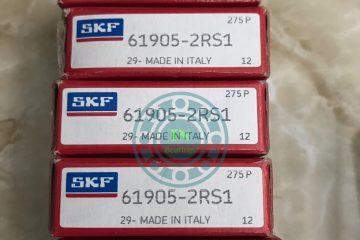 275 P
SKF
61905-2RS1
29- MADE IN ITALY
12
275 P
SKF
61905-2RS1
29- MADE IN ITALY
12
275 P
SKF
61905-2RS1
29- MADE IN ITALY
12